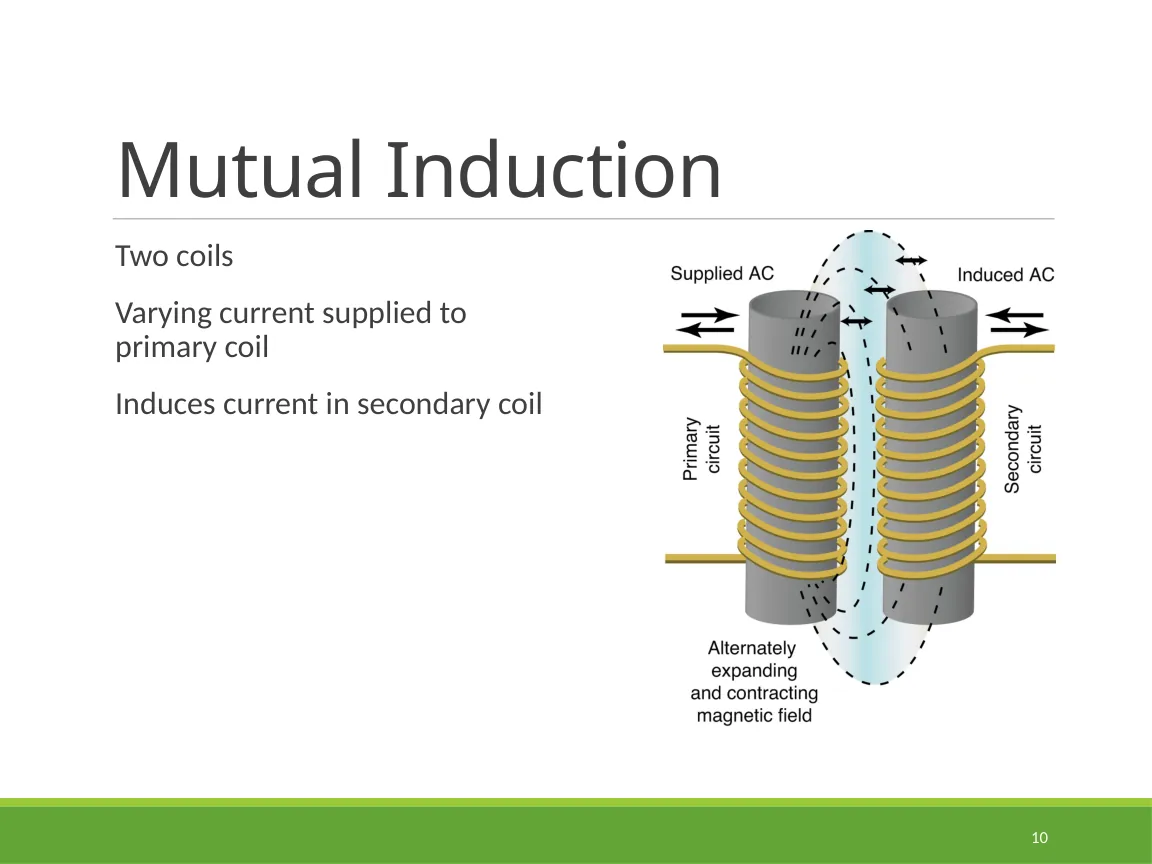 Mutual Induction
Two coils
Varying current supplied to
primary coil
Induces current in secondary coil
Supplied AC
Induced AC
Primary
circuit
Secondary
circuit
Alternately
expanding
and contracting
magnetic field
10